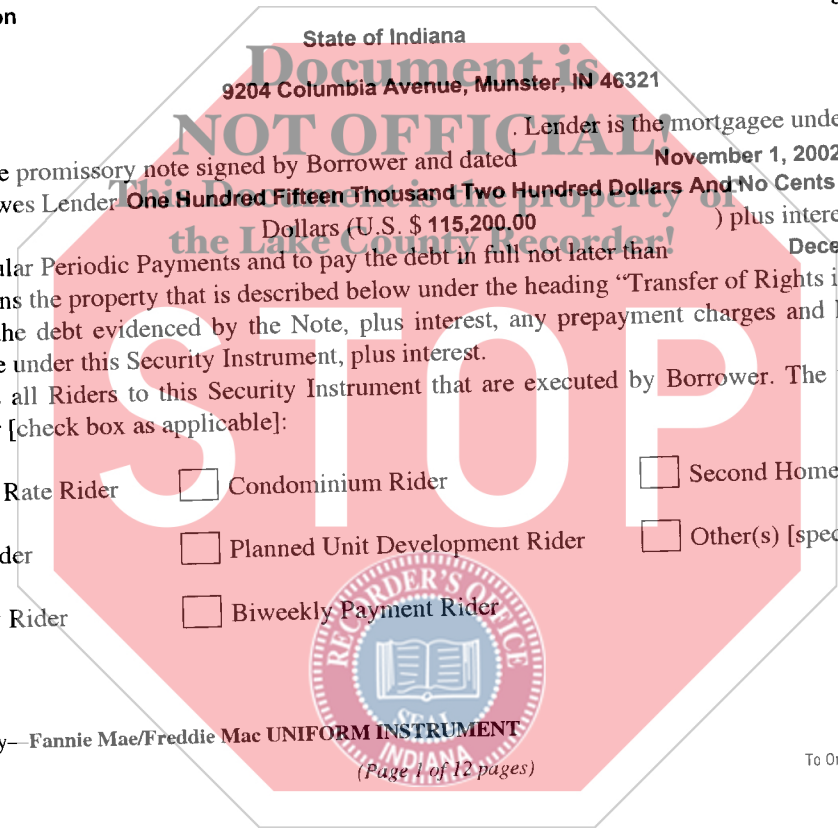 on
State of Indiana
Document is
9204 Columbia Avenue, Munster, IN 46321
NOT OFFICIAL!
. Lender is the mortgagee unde
e promissory note signed by Borrower and dated November 1, 2002
This Document is the property of
wes Lender One Hundred Fifteen Thousand Two Hundred Dollars And No Cents
Dollars (U.S. $ 115,200.00 ) plus intere
the Lake County Recorder!
ular Periodic Payments and to pay the debt in full not later than Dece
ns the property that is described below under the heading “Transfer of Rights i
he debt evidenced by the Note, plus interest, any prepayment charges and l
e under this Security Instrument, plus interest.
all Riders to this Security Instrument that are executed by Borrower. The
[check box as applicable]:
STOP
Rate Rider Condominium Rider Second Home
der Planned Unit Development Rider Other(s) [spec
Rider Biweekly Payment Rider
RECORDER'S OFFICE
SEAL
INDIANA
y– Fannie Mae/Freddie Mac UNIFORM INSTRUMENT
(Page 1 of 12 pages)
To Or